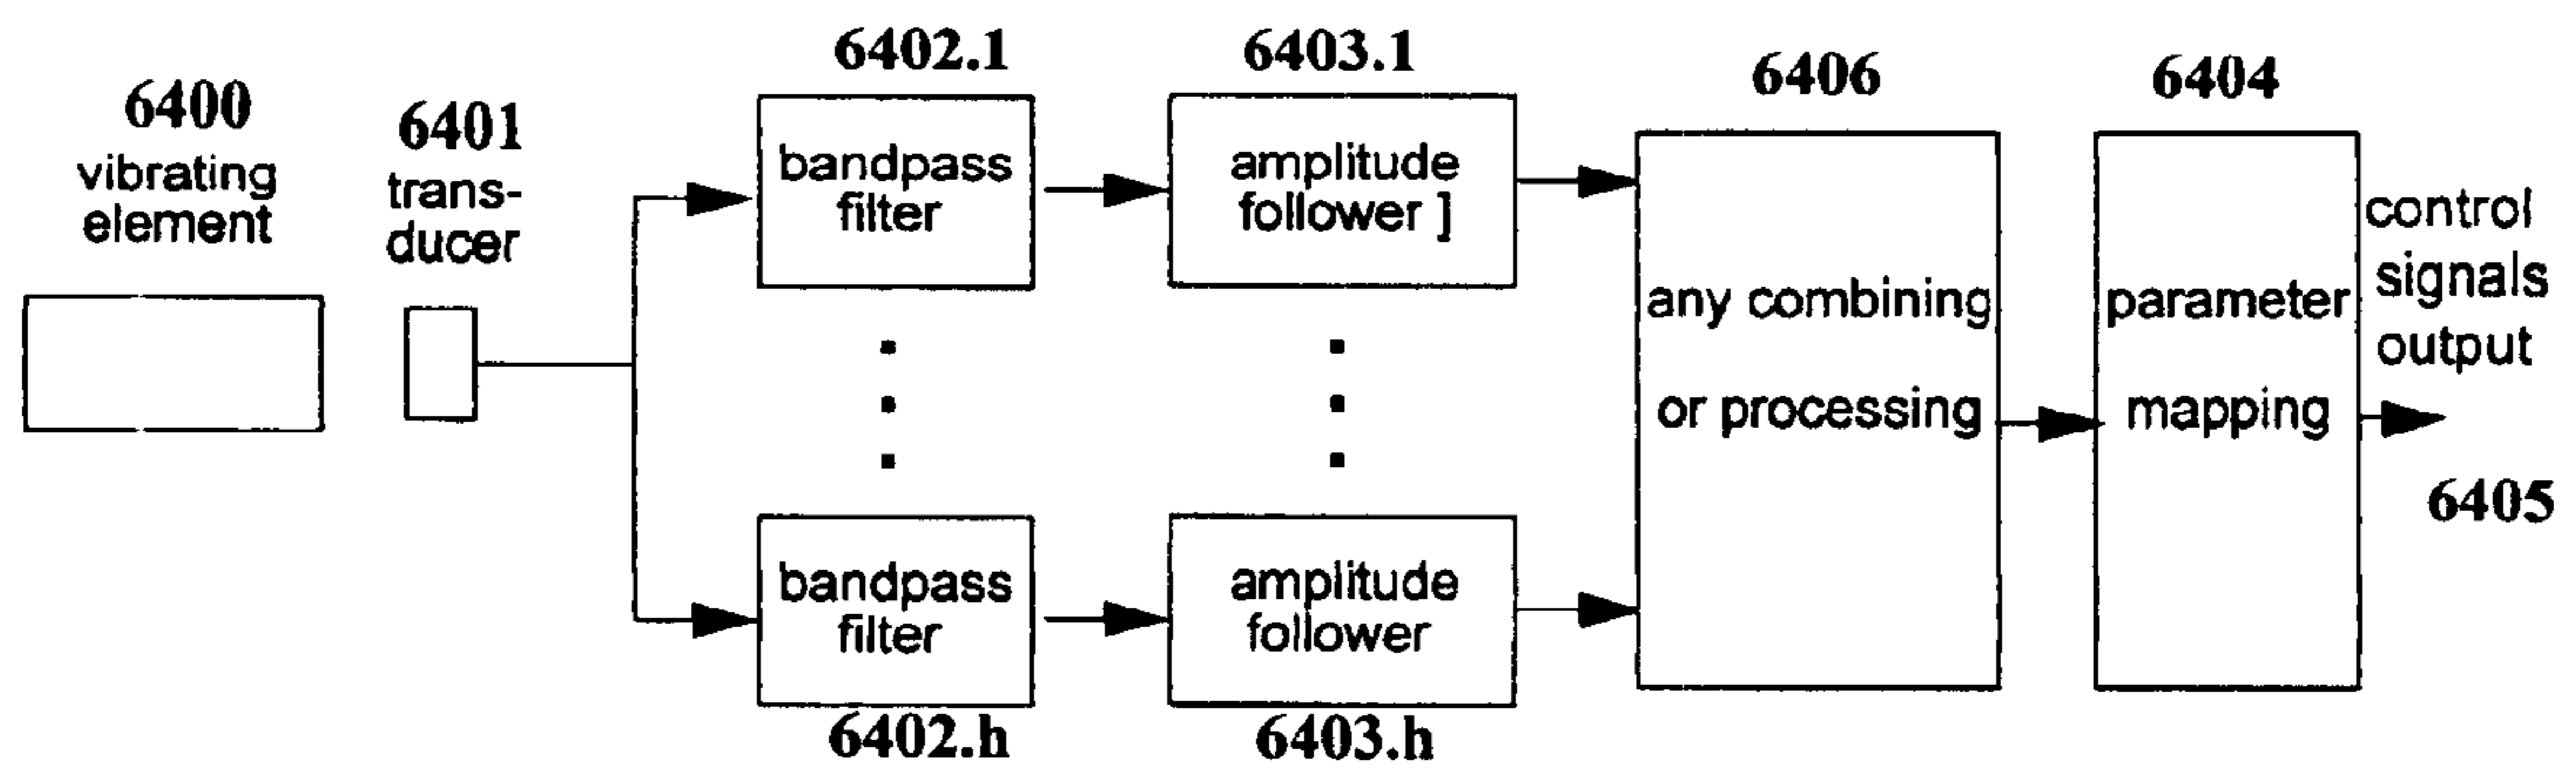 6400
vibrating
element
6401
trans-
ducer
6402.1
bandpass
filter
6403.1
amplitude
follower ]
bandpass
filter
6402.h
amplitude
follower
6403.h
6406
any combining
or processing
6404
parameter
mapping
control
signals
output
6405